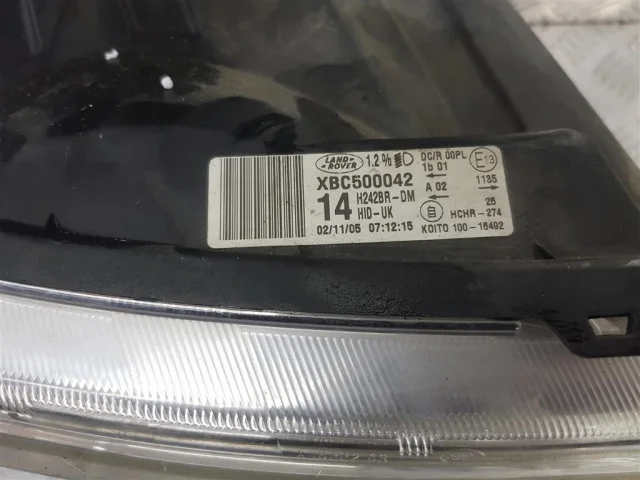 LAND ROVER 1.2% DC/R 00PL E13
1b 01
XBC500042 A 02 1135
14 H242BR-DM 25
HID-UK HCHR-274
02/11/05 07:12:15 KOITO 100-16492